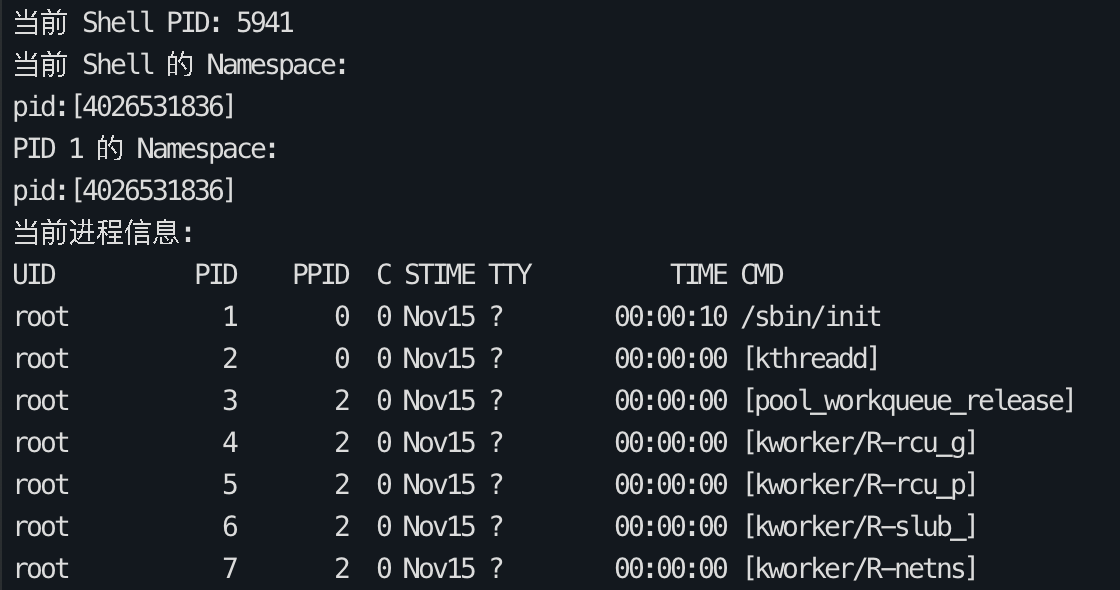 当前 Shell PID: 5941
当前 Shell 的 Namespace:
pid:[4026531836]
PID 1 的 Namespace:
pid:[4026531836]
当前进程信息:
UID          PID    PPID  C STIME TTY          TIME CMD
root           1       0  0 Nov15 ?        00:00:10 /sbin/init
root           2       0  0 Nov15 ?        00:00:00 [kthreadd]
root           3       2  0 Nov15 ?        00:00:00 [pool_workqueue_release]
root           4       2  0 Nov15 ?        00:00:00 [kworker/R-rcu_g]
root           5       2  0 Nov15 ?        00:00:00 [kworker/R-rcu_p]
root           6       2  0 Nov15 ?        00:00:00 [kworker/R-slub_]
root           7       2  0 Nov15 ?        00:00:00 [kworker/R-netns]